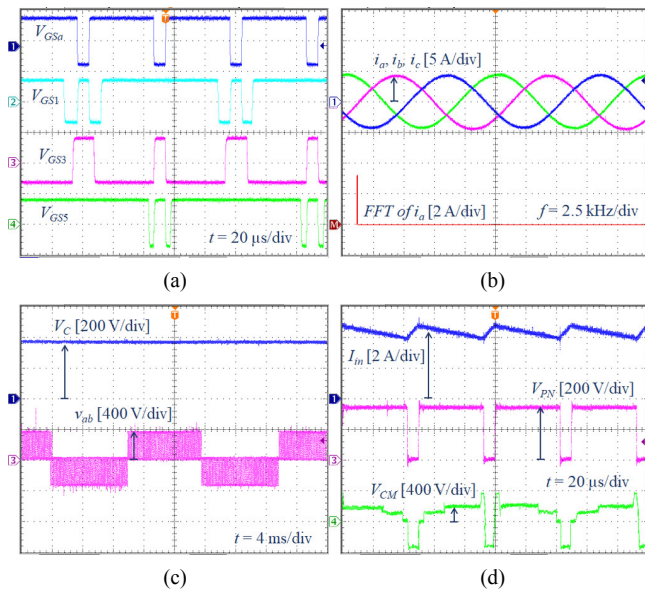 T
1
V_GSa
2
V_GS1
3
V_GS3
4
V_GS5
t = 20 µs/div
(a)
i_a, i_b, i_c [5 A/div]
1
M
FFT of i_a [2 A/div]
f = 2.5 kHz/div
(b)
T
V_C [200 V/div]
1
v_ab [400 V/div]
3
t = 4 ms/div
(c)
T
I_in [2 A/div]
1
V_PN [200 V/div]
3
V_CM [400 V/div]
t = 20µs/div
4
(d)